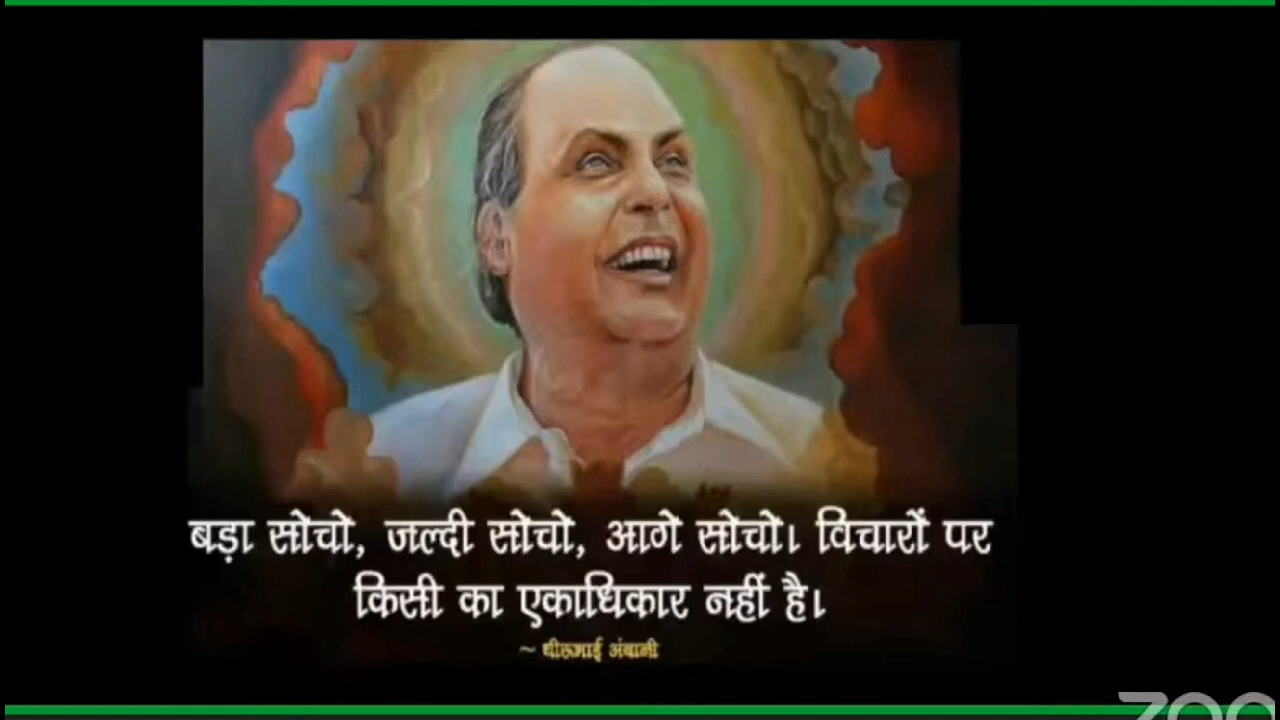 बड़ा सोचो, जल्दी सोचो, आगे सोचो। विचारों पर
किसी का एकाधिकार नहीं है।
~ धीरूभाई अंबानी